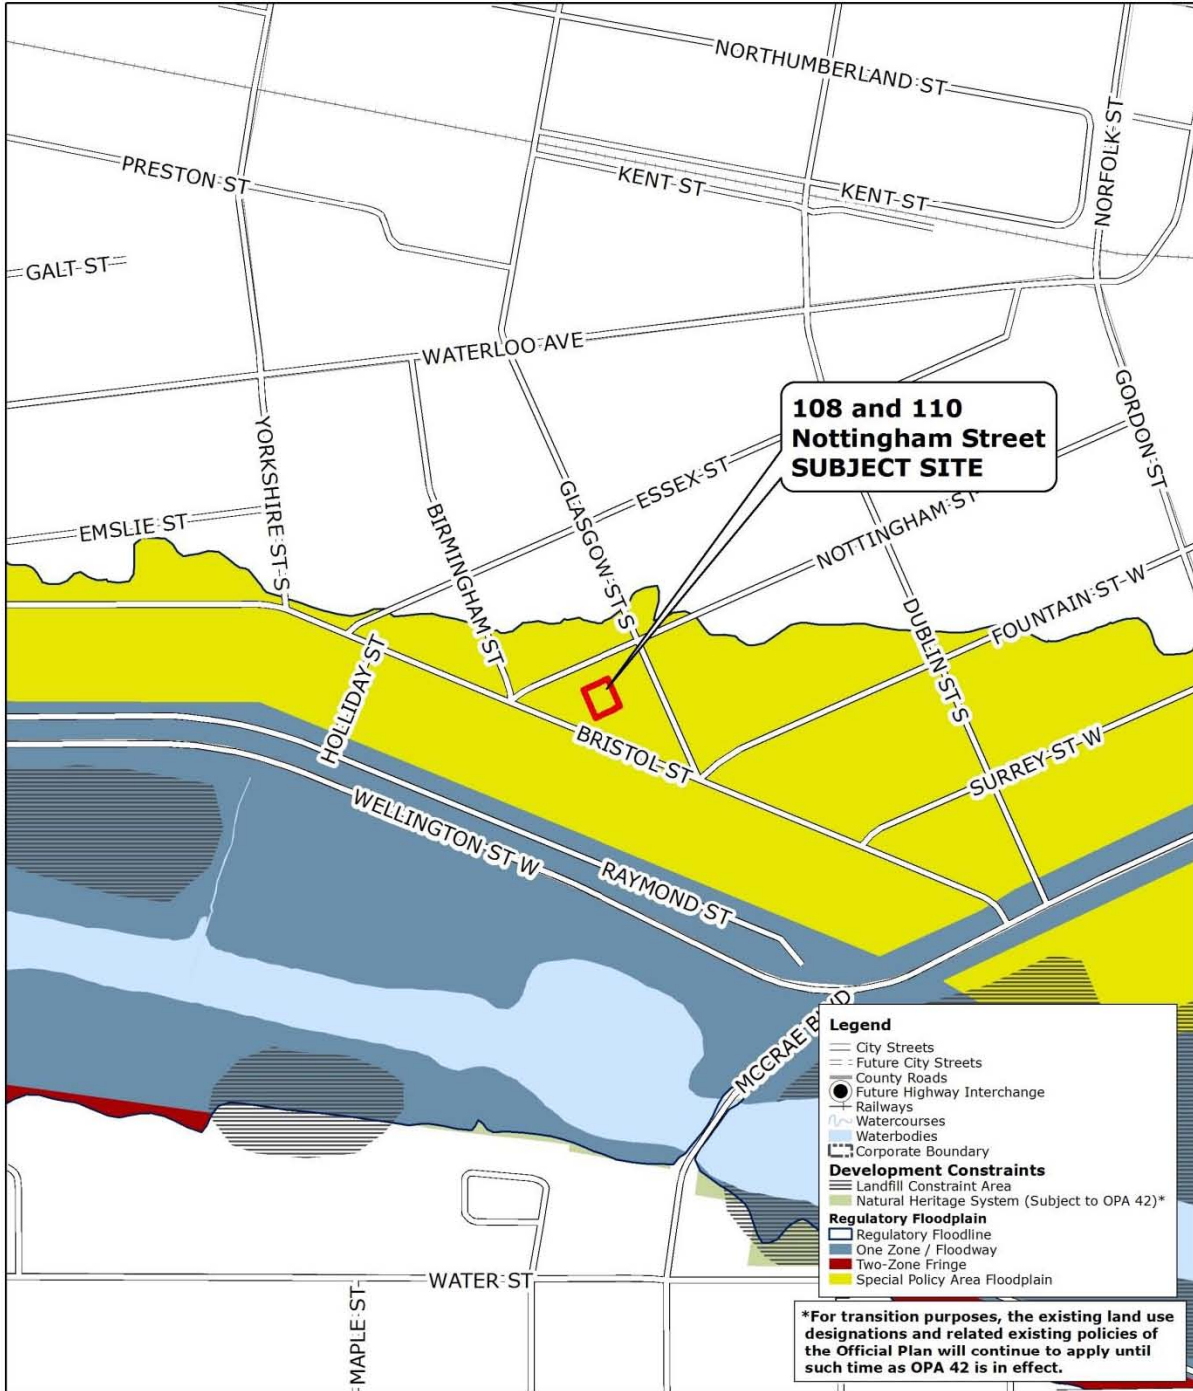 NORTHUMBERLAND ST
NORFOLK ST
PRESTON ST
KENT ST
KENT ST
GALT ST
WATERLOO AVE
GORDON ST
108 and 110
Nottingham Street
SUBJECT SITE
YORKSHIRE ST S
ESSEX ST
GLASGOW ST S
BIRMINGHAM ST
EMSLIE ST
NOTTINGHAM ST
DUBLIN ST S
FOUNTAIN ST W
HOLLIDAY ST
BRISTOL ST
SURREY ST W
WELLINGTON ST W
RAYMOND ST
MCCRAE BLVD
WATER ST
MAPLE ST
Legend
City Streets
Future City Streets
County Roads
Future Highway Interchange
Railways
Watercourses
Waterbodies
Corporate Boundary
Development Constraints
Landfill Constraint Area
Natural Heritage System (Subject to OPA 42)*
Regulatory Floodplain
Regulatory Floodline
One Zone / Floodway
Two-Zone Fringe
Special Policy Area Floodplain
*For transition purposes, the existing land use
designations and related existing policies of
the Official Plan will continue to apply until
such time as OPA 42 is in effect.